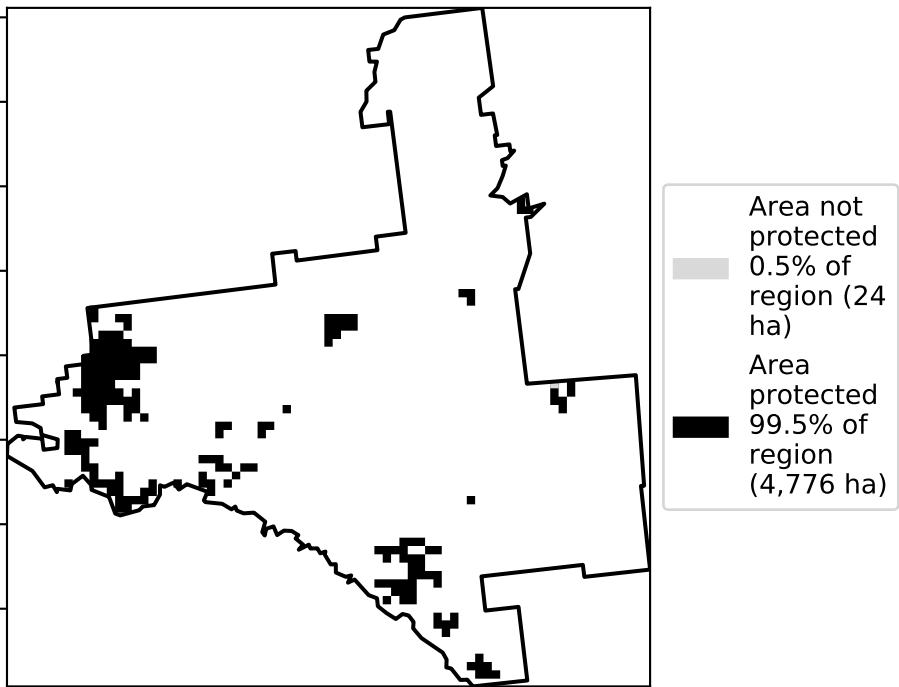 Area not
protected
0.5% of
region (24
ha)
Area
protected
99.5% of
region
(4,776 ha)